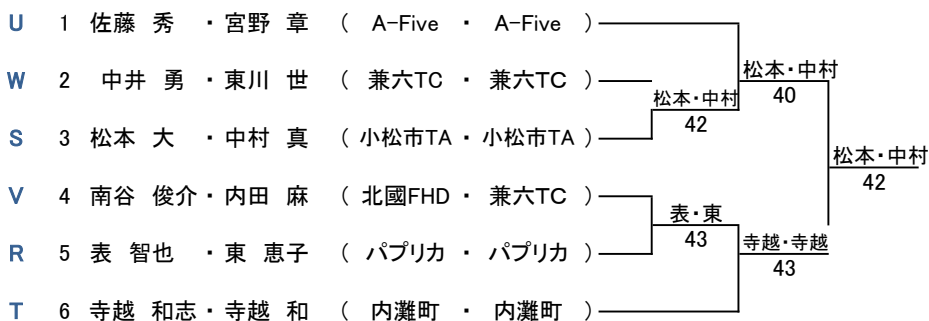 U 1 佐藤 秀 ・宮野 章 ( A-Five ・ A-Five )
W 2 中井 勇 ・東川 世 ( 兼六TC ・ 兼六TC )
松本・中村
40
松本・中村
42
S 3 松本 大 ・中村 真 ( 小松市TA ・ 小松市TA )
松本・中村
42
V 4 南谷 俊介・内田 麻 ( 北國FHD ・ 兼六TC )
表・東
43
R 5 表 智也 ・東 恵子 ( パプリカ ・ パプリカ )
寺越・寺越
43
T 6 寺越 和志・寺越 和 ( 内灘町 ・ 内灘町 )